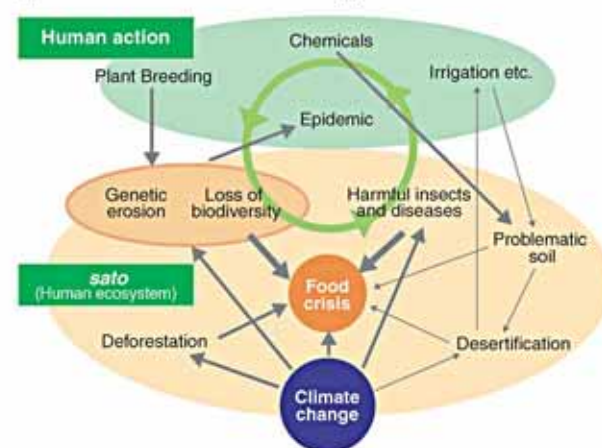 Human action
Chemicals
Plant Breeding
Irrigation etc.
Epidemic
Genetic
erosion
Loss of
biodiversity
Harmful insects
and diseases
Problematic
soil
sato
(Human ecosystem)
Food
crisis
Deforestation
Desertification
Climate
change